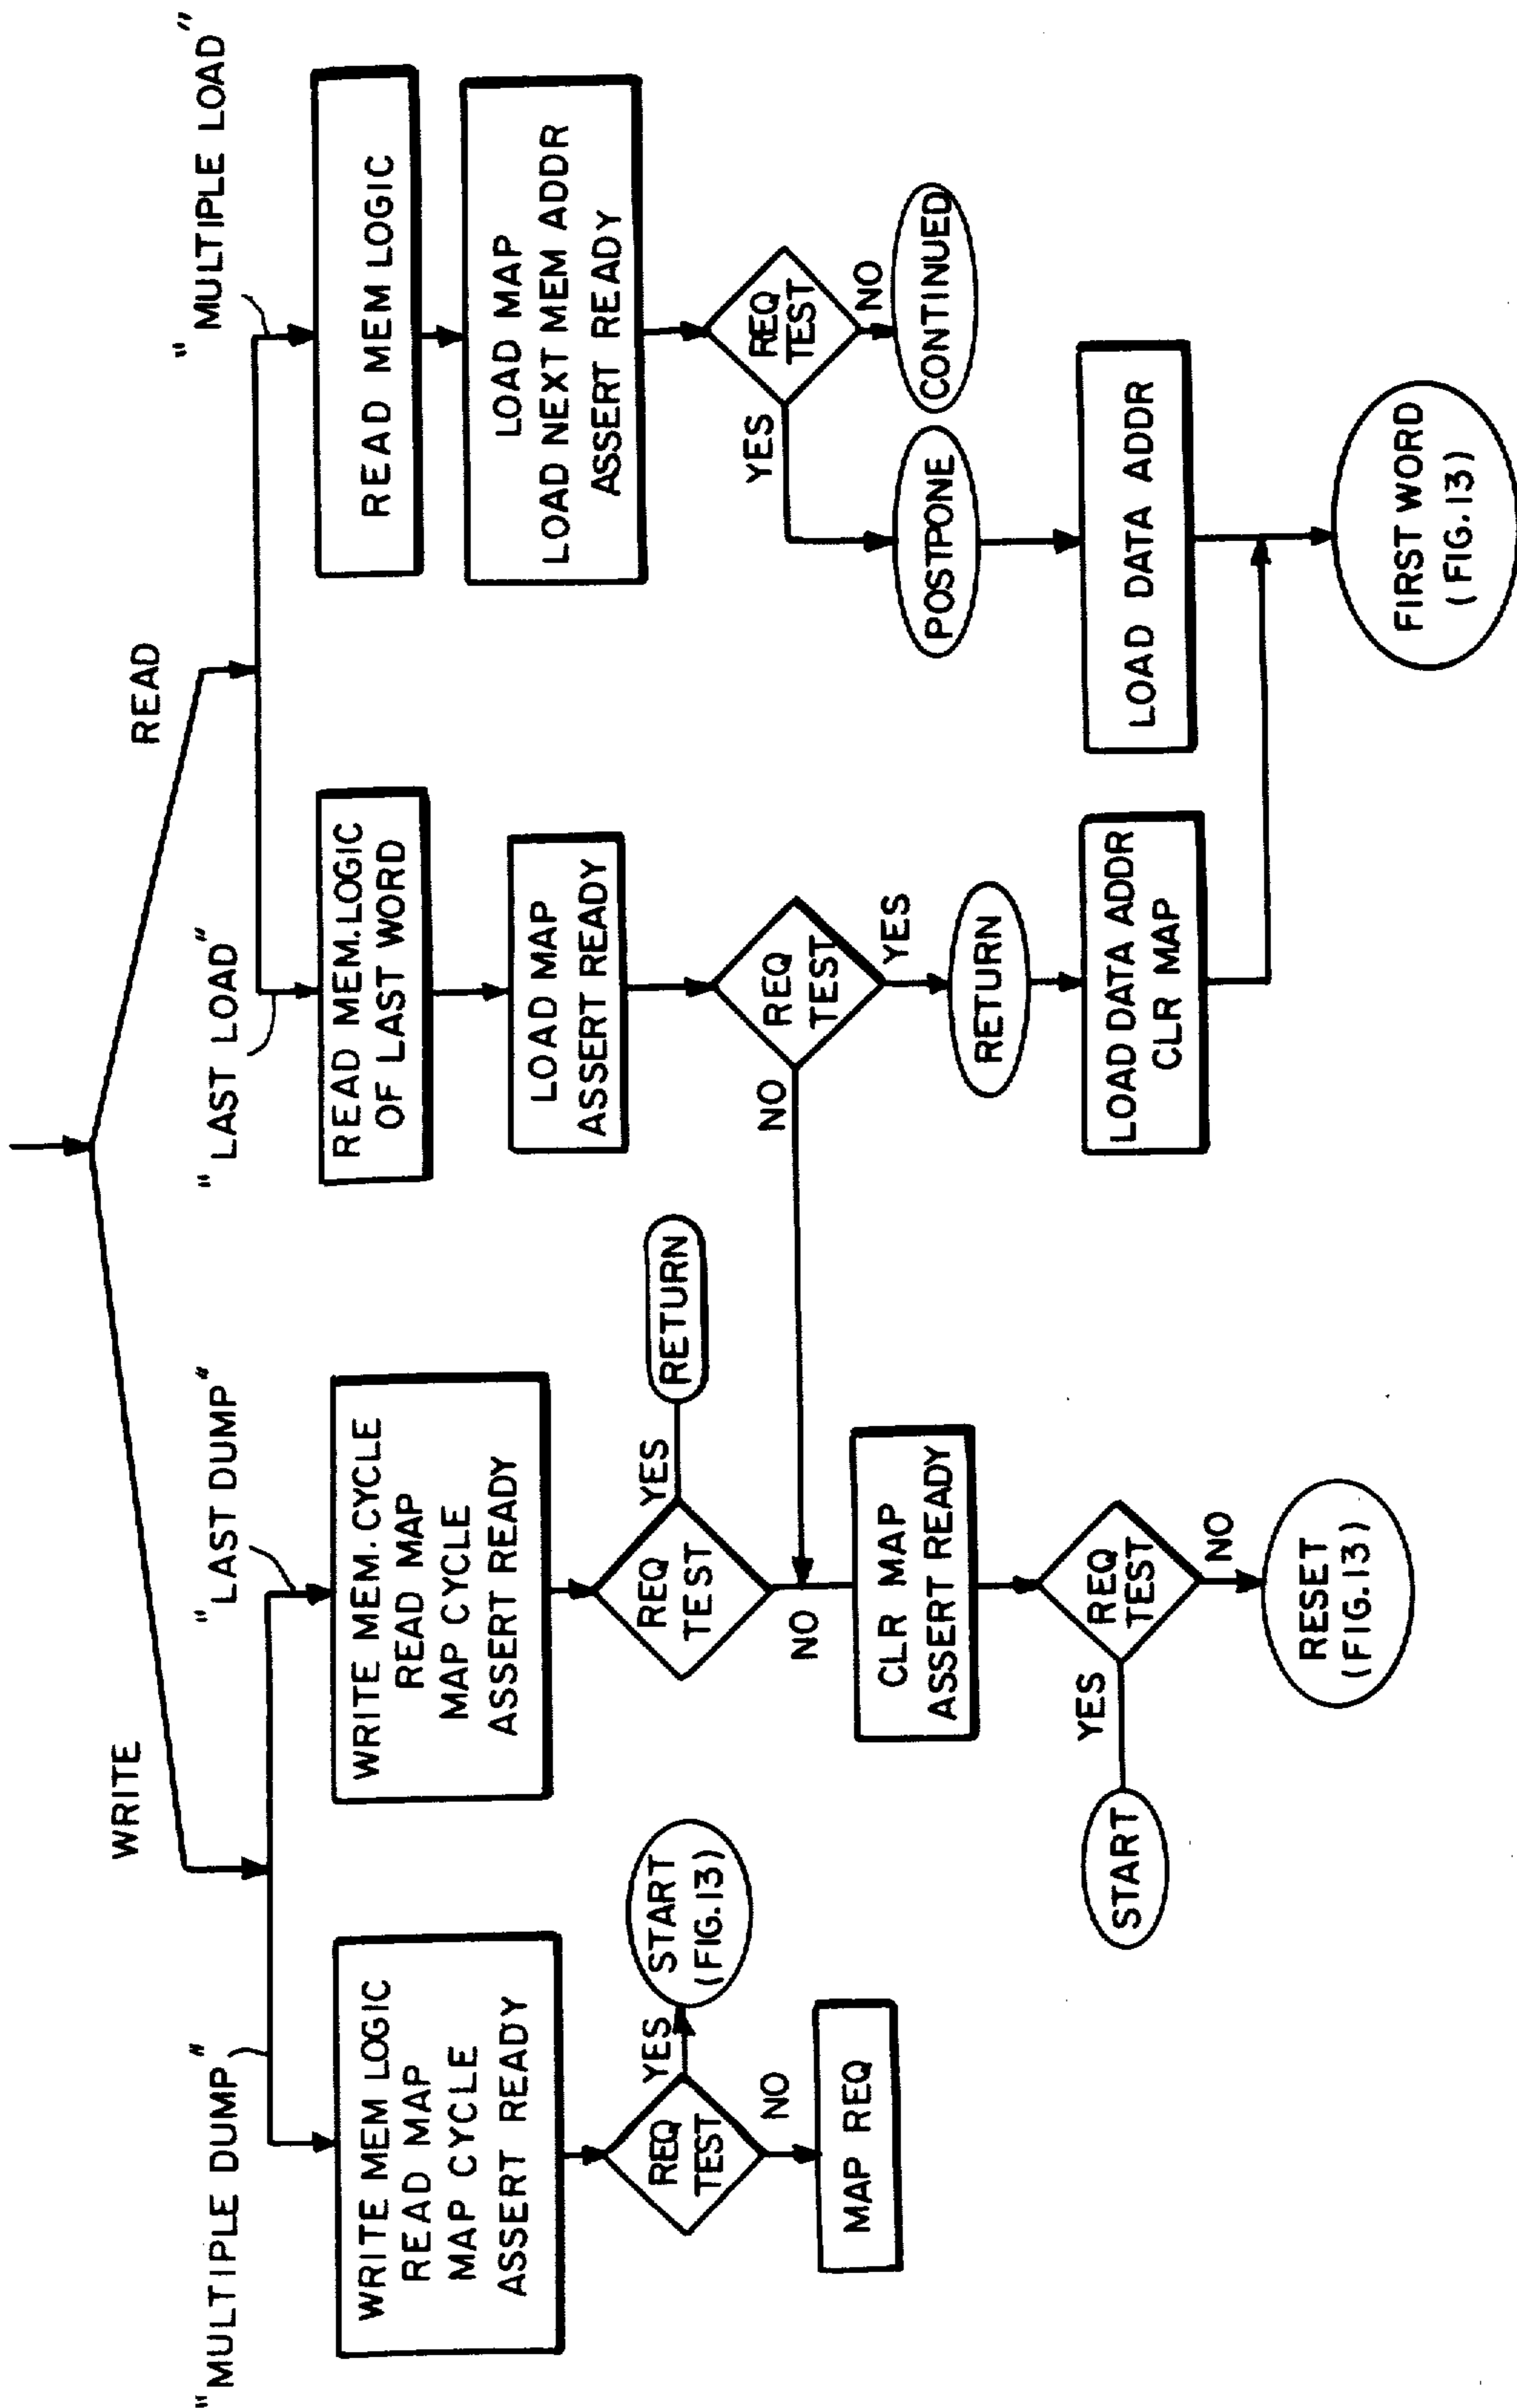 WRITE
READ
"MULTIPLE DUMP"
"LAST DUMP"
"LAST LOAD"
"MULTIPLE LOAD"
WRITE MEM LOGIC
READ MAP
MAP CYCLE
ASSERT READY
REQ
TEST
YES
START
(FIG.13)
NO
MAP REQ
WRITE MEM. CYCLE
READ MAP
MAP CYCLE
ASSERT READY
REQ
TEST
YES
RETURN
NO
CLR MAP
ASSERT READY
REQ
TEST
YES
START
NO
RESET
(FIG.13)
READ MEM. LOGIC
OF LAST WORD
LOAD MAP
ASSERT READY
REQ
TEST
NO
YES
RETURN
LOAD DATA ADDR
CLR MAP
READ MEM LOGIC
LOAD MAP
LOAD NEXT MEM ADDR
ASSERT READY
REQ
TEST
YES
NO
POSTPONE
CONTINUED
LOAD DATA ADDR
FIRST WORD
(FIG.13)